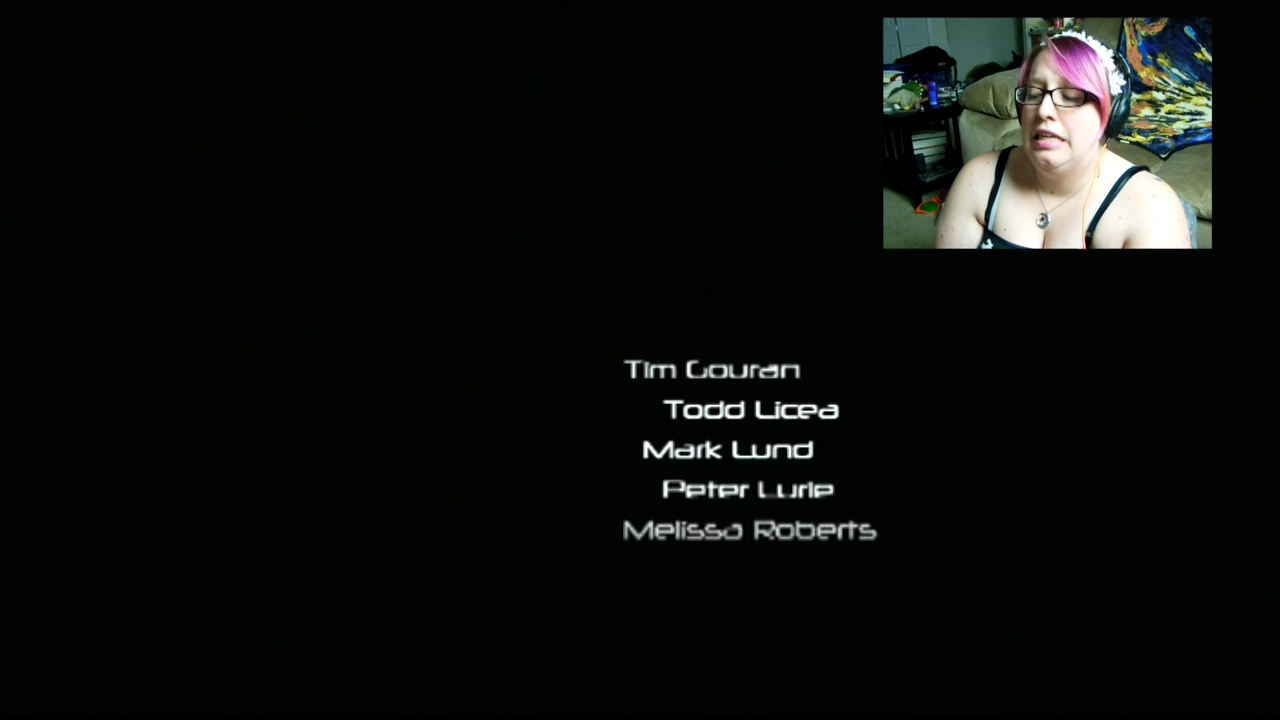 Tim Gouran
Todd Licea
Mark Lund
Peter Lurie
Melissa Roberts